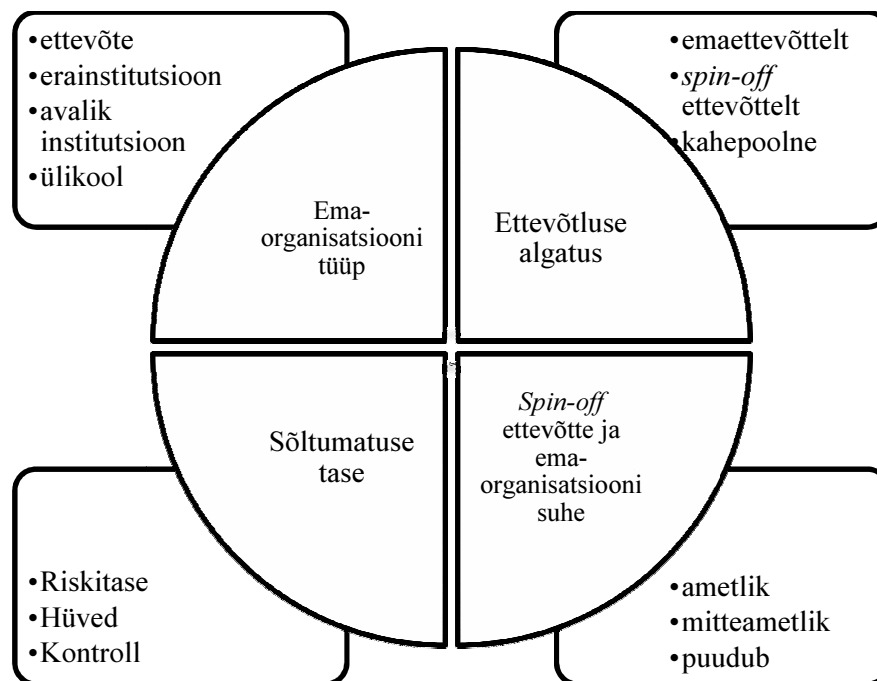 •ettevõte
•erainstitutsioon
•avalik
institutsioon
•ülikool
•emaettevõttelt
•spin-off
ettevõttelt
•kahepoolne
Ema-
organisatsiooni
tüüp
Ettevõtluse
algatus
Sõltumatuse
tase
Spin-off
ettevõtte ja
ema-
organisatsiooni
suhe
•Riskitase
•Hüved
•Kontroll
•ametlik
•mitteametlik
•puudub